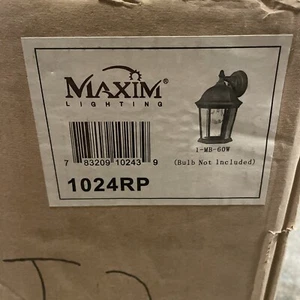 MAXIM®
LIGHTING
7 83209 10243 9
1024RP
1-MB-60W
(Bulb Not Included)